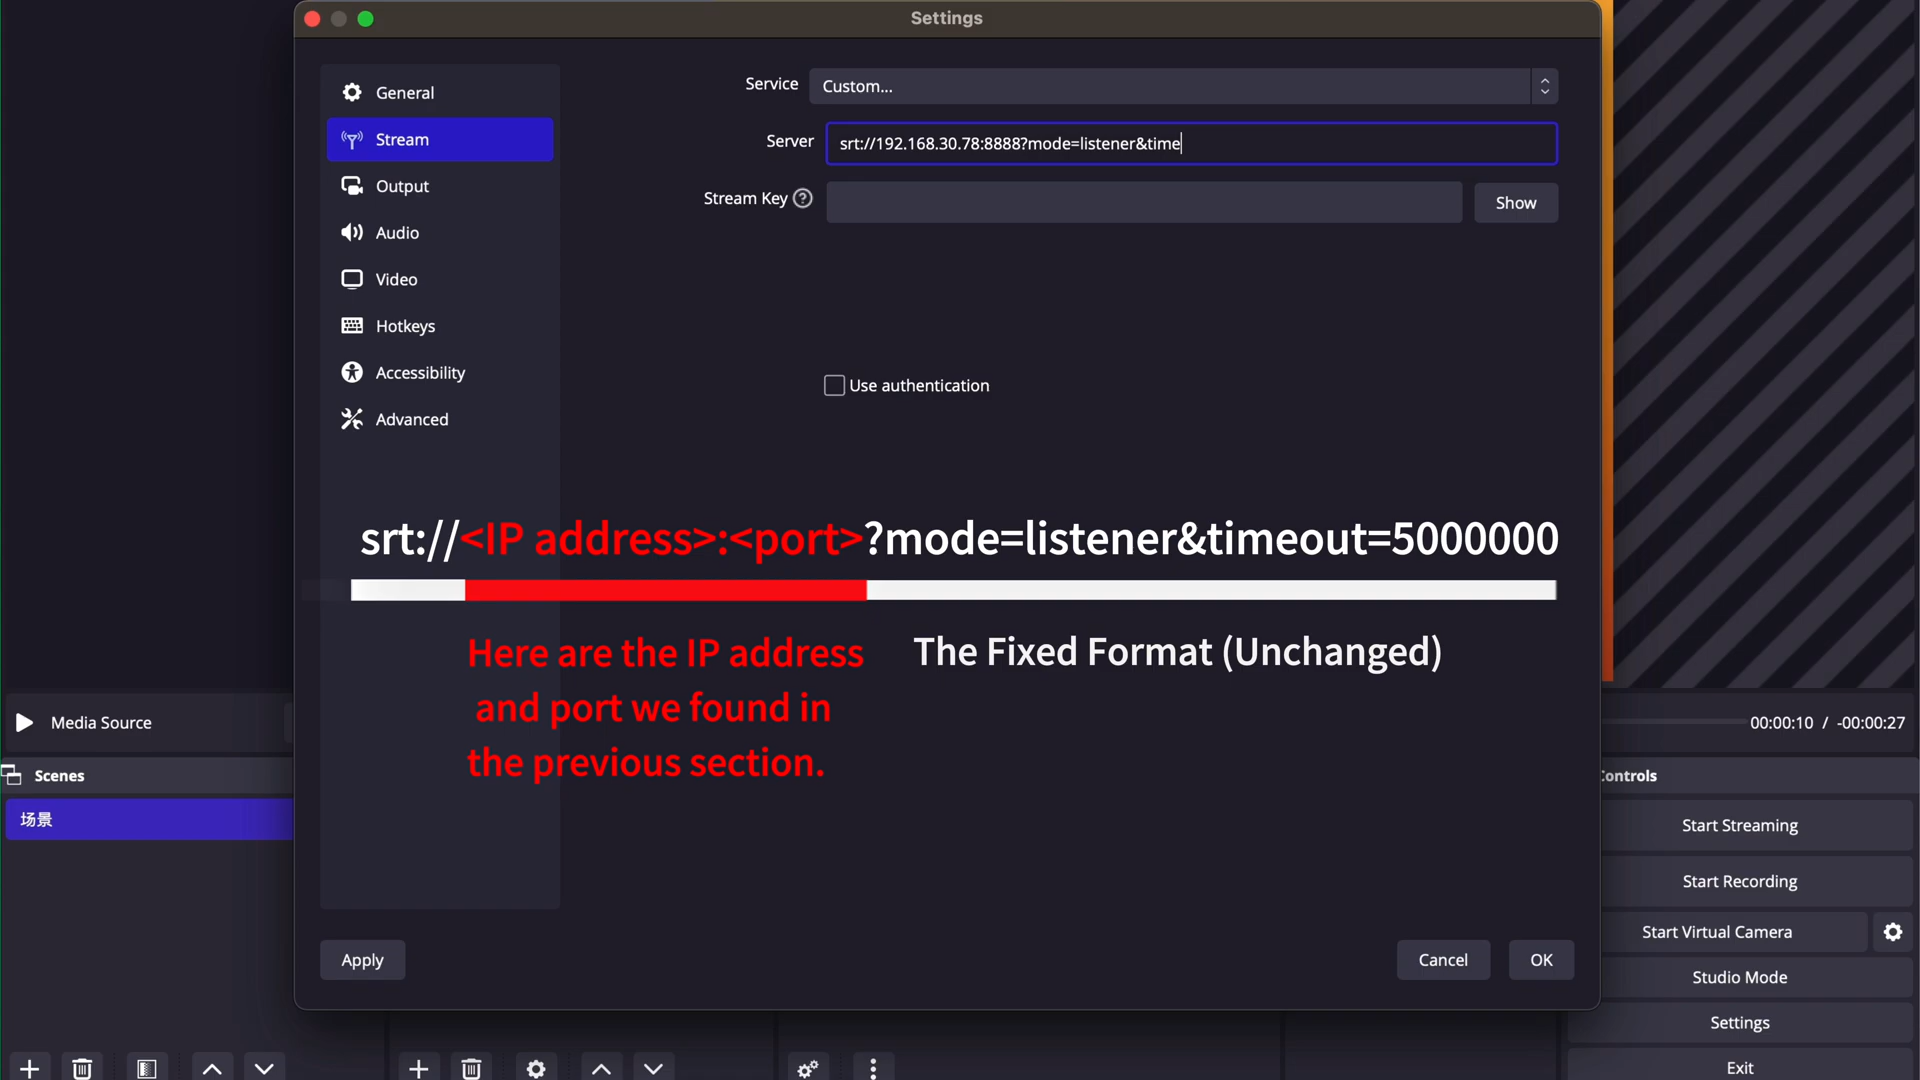 Settings
General
Stream
Output
Audio
Video
Hotkeys
Accessibility
Advanced
Service
Custom...
Server
srt://192.168.30.78:8888?mode=listener&time
Stream Key
?
Show
Use authentication
srt://<IP address>:<port>?mode=listener&timeout=5000000
Here are the IP address
and port we found in
the previous section.
The Fixed Format (Unchanged)
Apply
Cancel
OK
Media Source
00:00:10 / -00:00:27
Scenes
场景
Controls
Start Streaming
Start Recording
Start Virtual Camera
Studio Mode
Settings
Exit